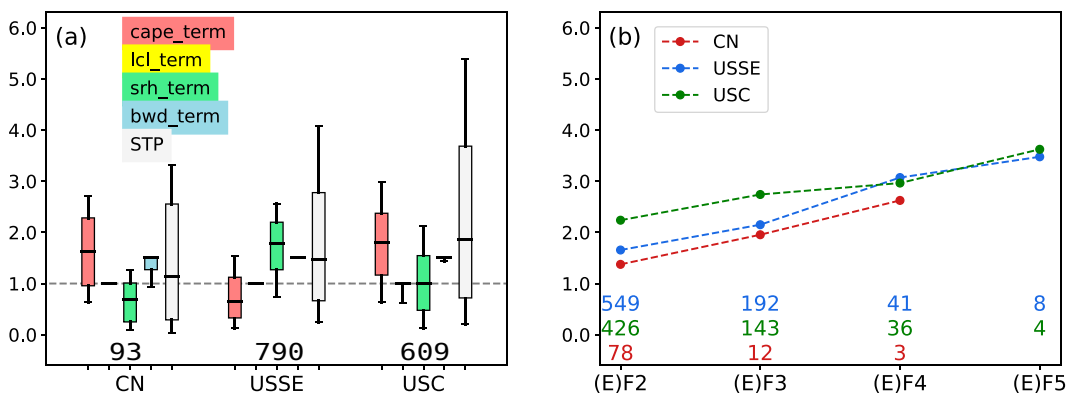 (a)
cape_term
lcl_term
srh_term
bwd_term
STP
6.0
5.0
4.0
3.0
2.0
1.0
0.0
93 790 609
CN USSE USC
(b)
CN
USSE
USC
6.0
5.0
4.0
3.0
2.0
1.0
0.0
549 192 41 8
426 143 36 4
78 12 3
(E)F2 (E)F3 (E)F4 (E)F5